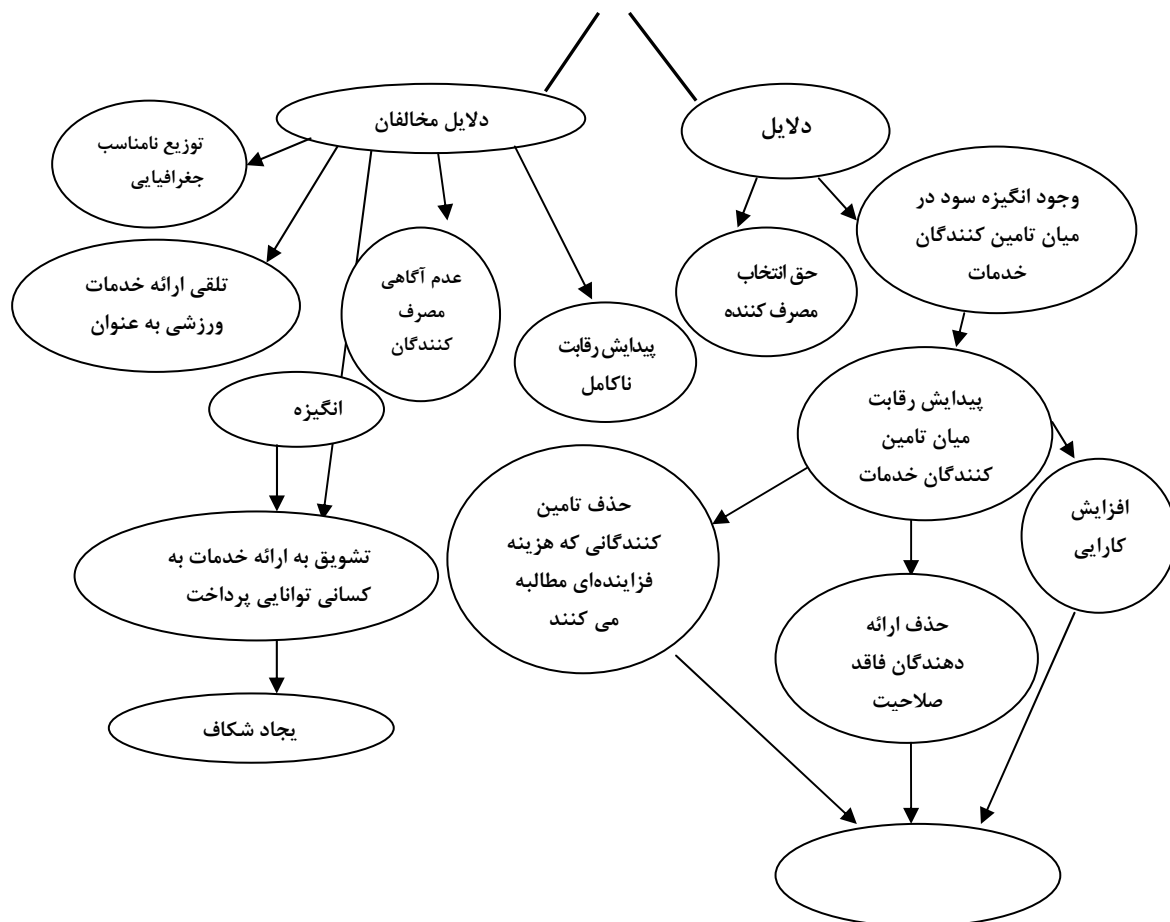 دلایل
دلایل مخالفان
وجود انگیزه سود در
میان تامین کنندگان
خدمات
حق انتخاب
مصرف کننده
پیدایش رقابت
میان تامین
کنندگان خدمات
افزایش
کارایی
حذف ارائه
دهندگان فاقد
صلاحیت
حذف تامین
کنندگانی که هزینه
فزاینده‌ای مطالبه
می کنند
پیدایش رقابت
ناکامل
عدم آگاهی
مصرف
کنندگان
توزیع نامناسب
جغرافیایی
تلقی ارائه خدمات
ورزشی به عنوان
انگیزه
تشویق به ارائه خدمات به
کسانی توانایی پرداخت
یجاد شکاف